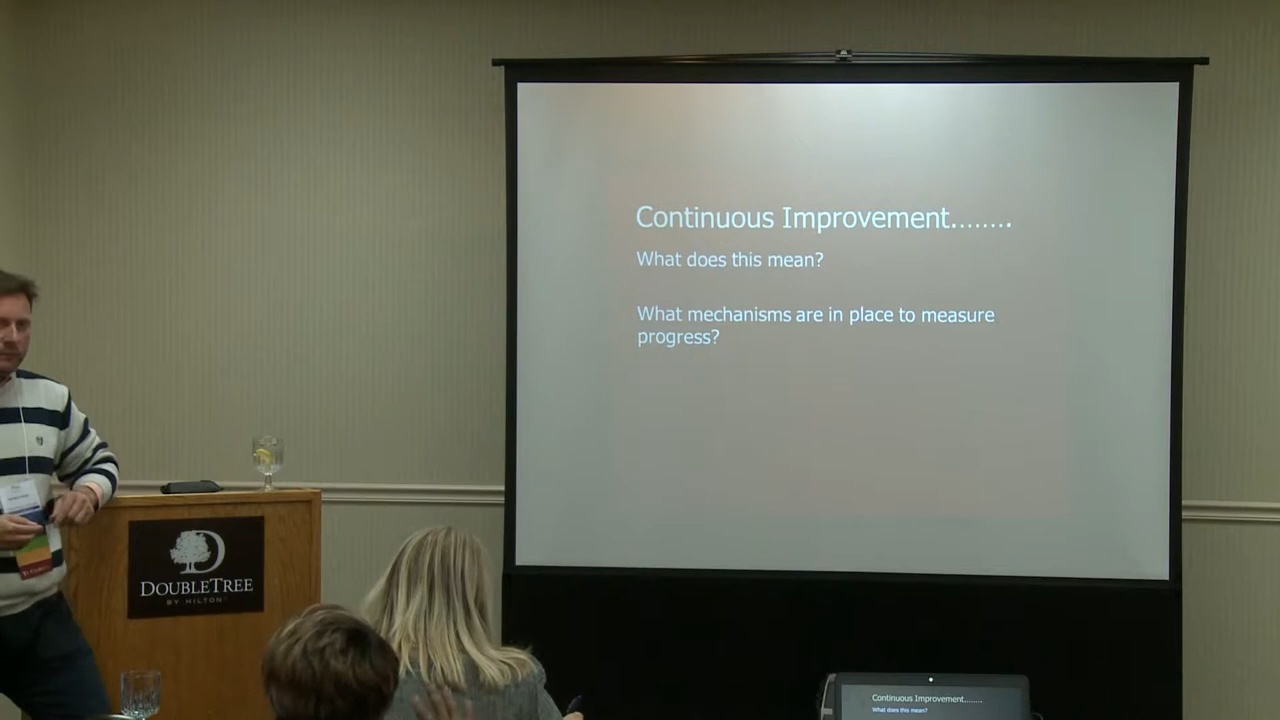 Continuous Improvement........
What does this mean?
What mechanisms are in place to measure
progress?
DOUBLETREE
BY HILTON™
Continuous Improvement........
What does this mean?